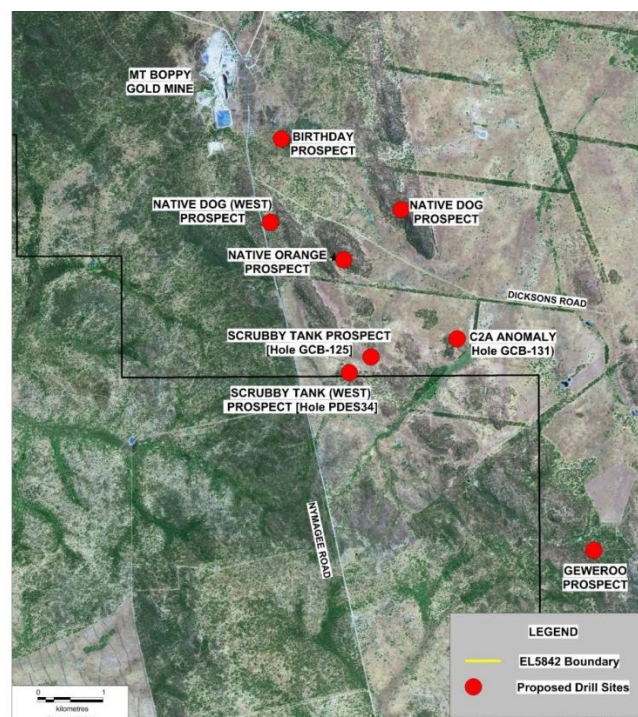 MT BOPPY
GOLD MINE
BIRTHDAY
PROSPECT
NATIVE DOG (WEST)
PROSPECT
NATIVE DOG
PROSPECT
NATIVE ORANGE
PROSPECT
DICKSONS ROAD
SCRUBBY TANK PROSPECT
[Hole GCB-125]
C2A ANOMALY
Hole GCB-131)
SCRUBBY TANK (WEST)
PROSPECT [Hole PDES34]
NYMAGEE ROAD
GEWEROO
PROSPECT
LEGEND
EL5842 Boundary
Proposed Drill Sites
0 1
kilometres